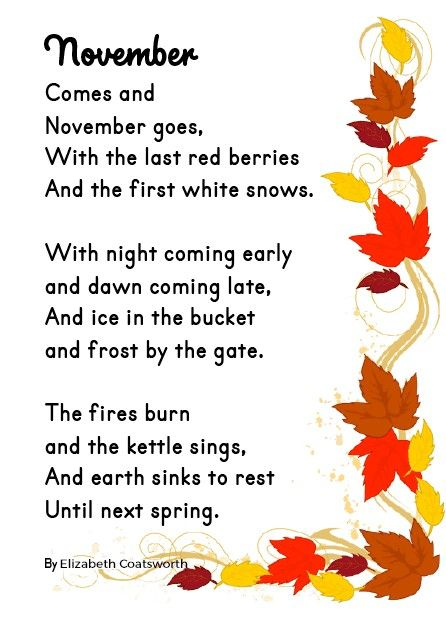 November
Comes and
November goes,
With the last red berries
And the first white snows.
With night coming early
and dawn coming late,
And ice in the bucket
and frost by the gate.
The fires burn
and the kettle sings,
And earth sinks to rest
Until next spring.
By Elizabeth Coatsworth